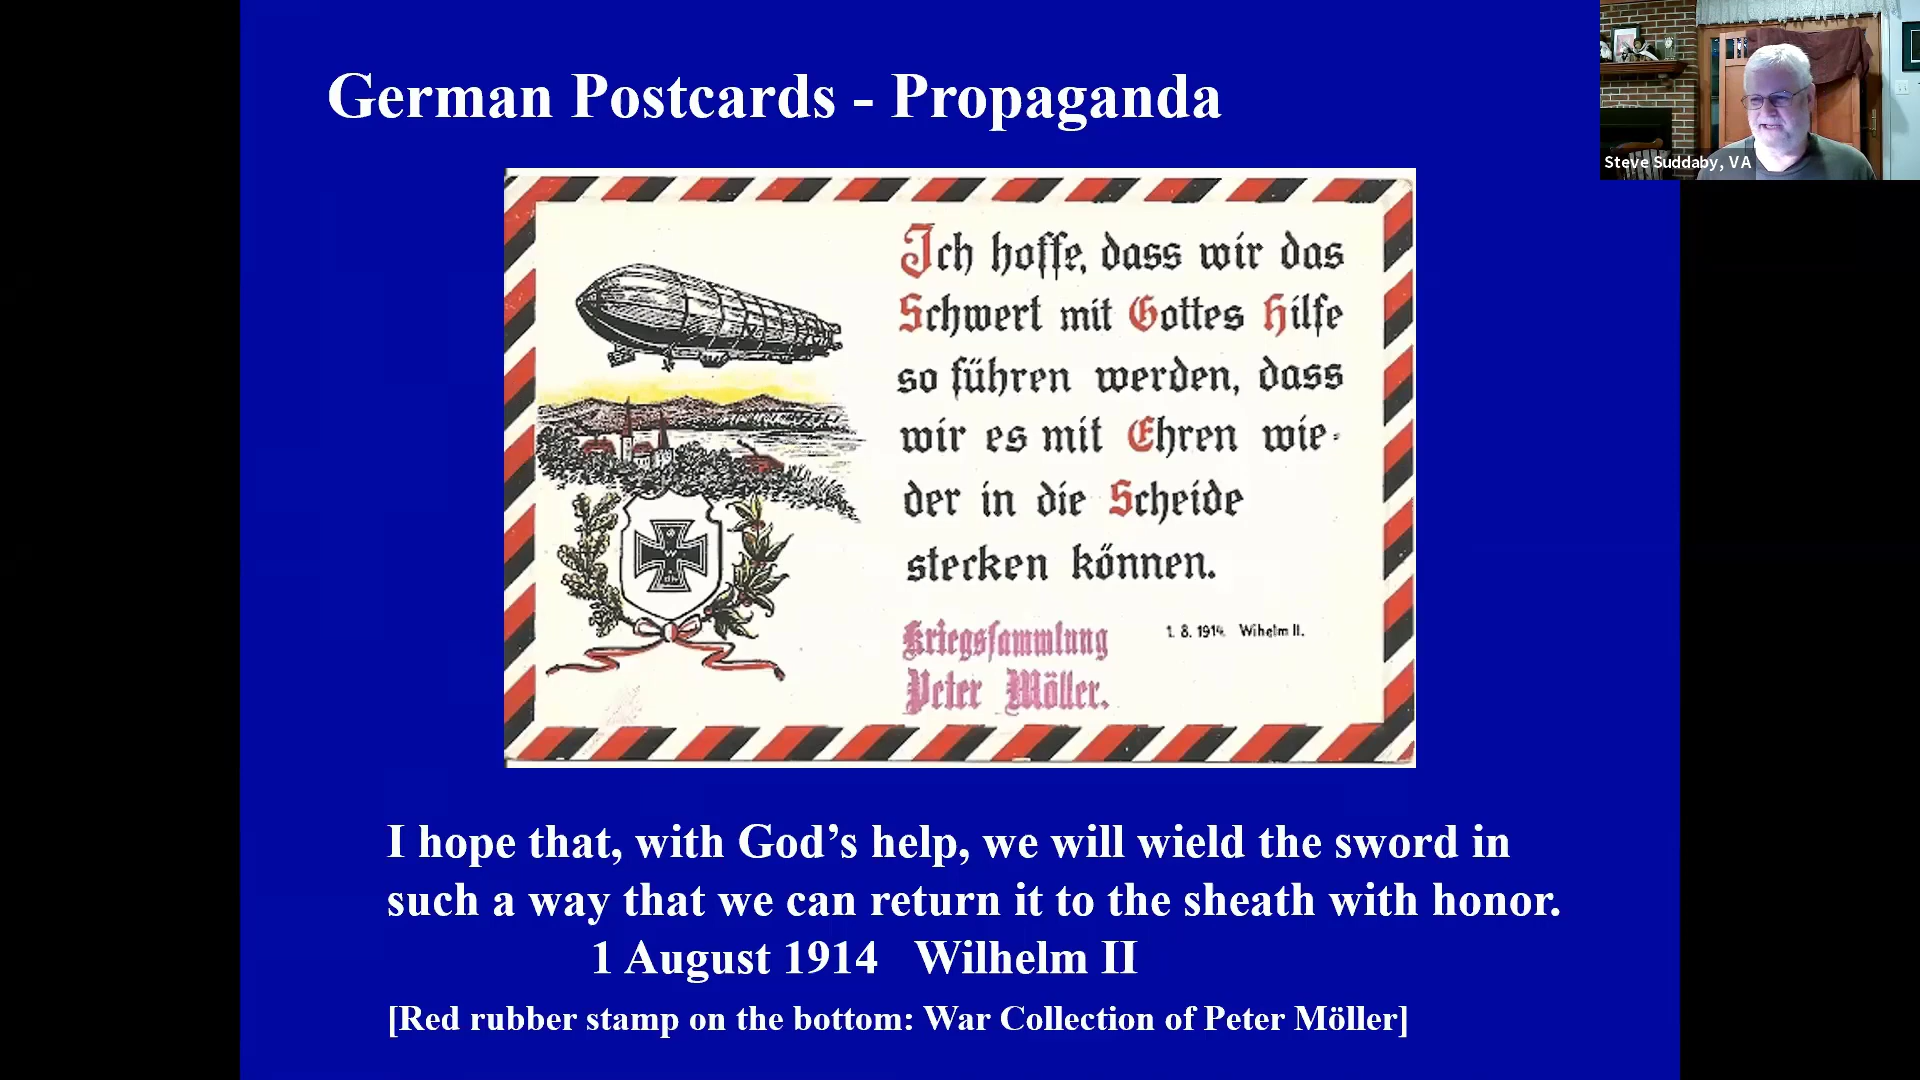 German Postcards - Propaganda
Steve Suddaby, VA
Ich hoffe, dass wir das
Schwert mit Gottes Hilfe
so führen werden, dass
wir es mit Ehren wie-
der in die Scheide
stecken können.
1. 8. 1914. Wihelm II.
Kriegssammlung
Peter Möller.
W
I hope that, with God's help, we will wield the sword in
such a way that we can return it to the sheath with honor.
1 August 1914 Wilhelm II
[Red rubber stamp on the bottom: War Collection of Peter Möller]